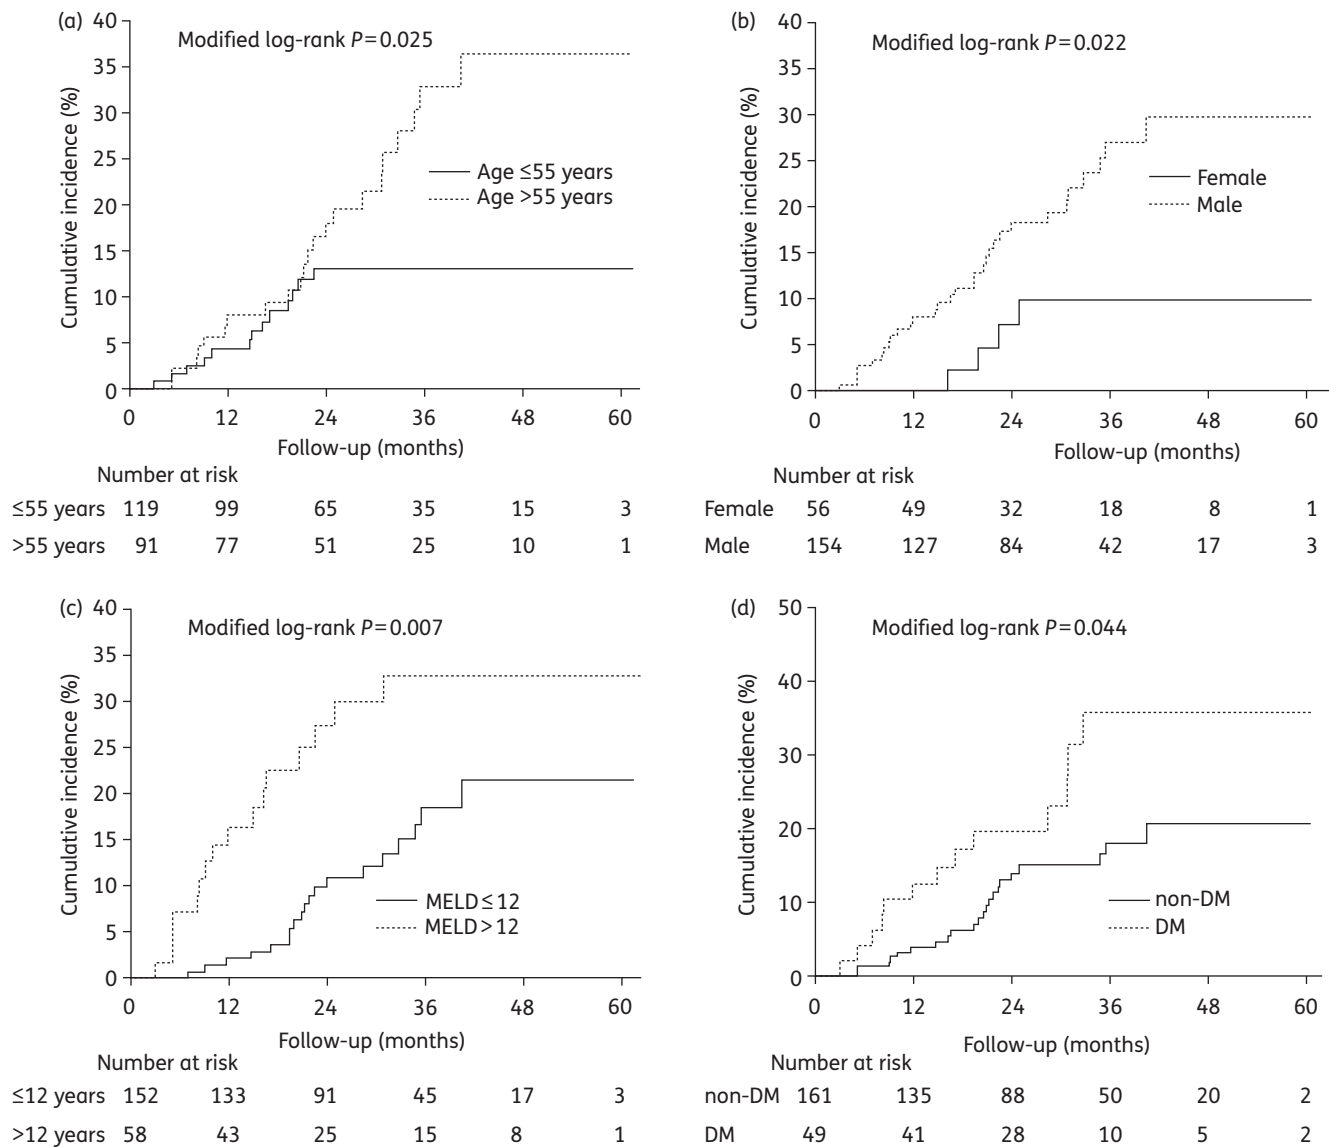 (a)
Modified log-rank P=0.025
Cumulative incidence (%)
40
35
30
25
20
15
10
5
0
Age ≤55 years
Age >55 years
0 12 24 36 48 60
Follow-up (months)
Number at risk
≤55 years 119 99 65 35 15 3
>55 years 91 77 51 25 10 1
(b)
Modified log-rank P=0.022
Cumulative incidence (%)
40
35
30
25
20
15
10
5
0
Female
Male
0 12 24 36 48 60
Follow-up (months)
Number at risk
Female 56 49 32 18 8 1
Male 154 127 84 42 17 3
(c)
Modified log-rank P=0.007
Cumulative incidence (%)
40
35
30
25
20
15
10
5
0
MELD≤12
MELD>12
0 12 24 36 48 60
Follow-up (months)
Number at risk
≤12 years 152 133 91 45 17 3
>12 years 58 43 25 15 8 1
(d)
Modified log-rank P=0.044
Cumulative incidence (%)
50
40
30
20
10
0
non-DM
DM
0 12 24 36 48 60
Follow-up (months)
Number at risk
non-DM 161 135 88 50 20 2
DM 49 41 28 10 5 2